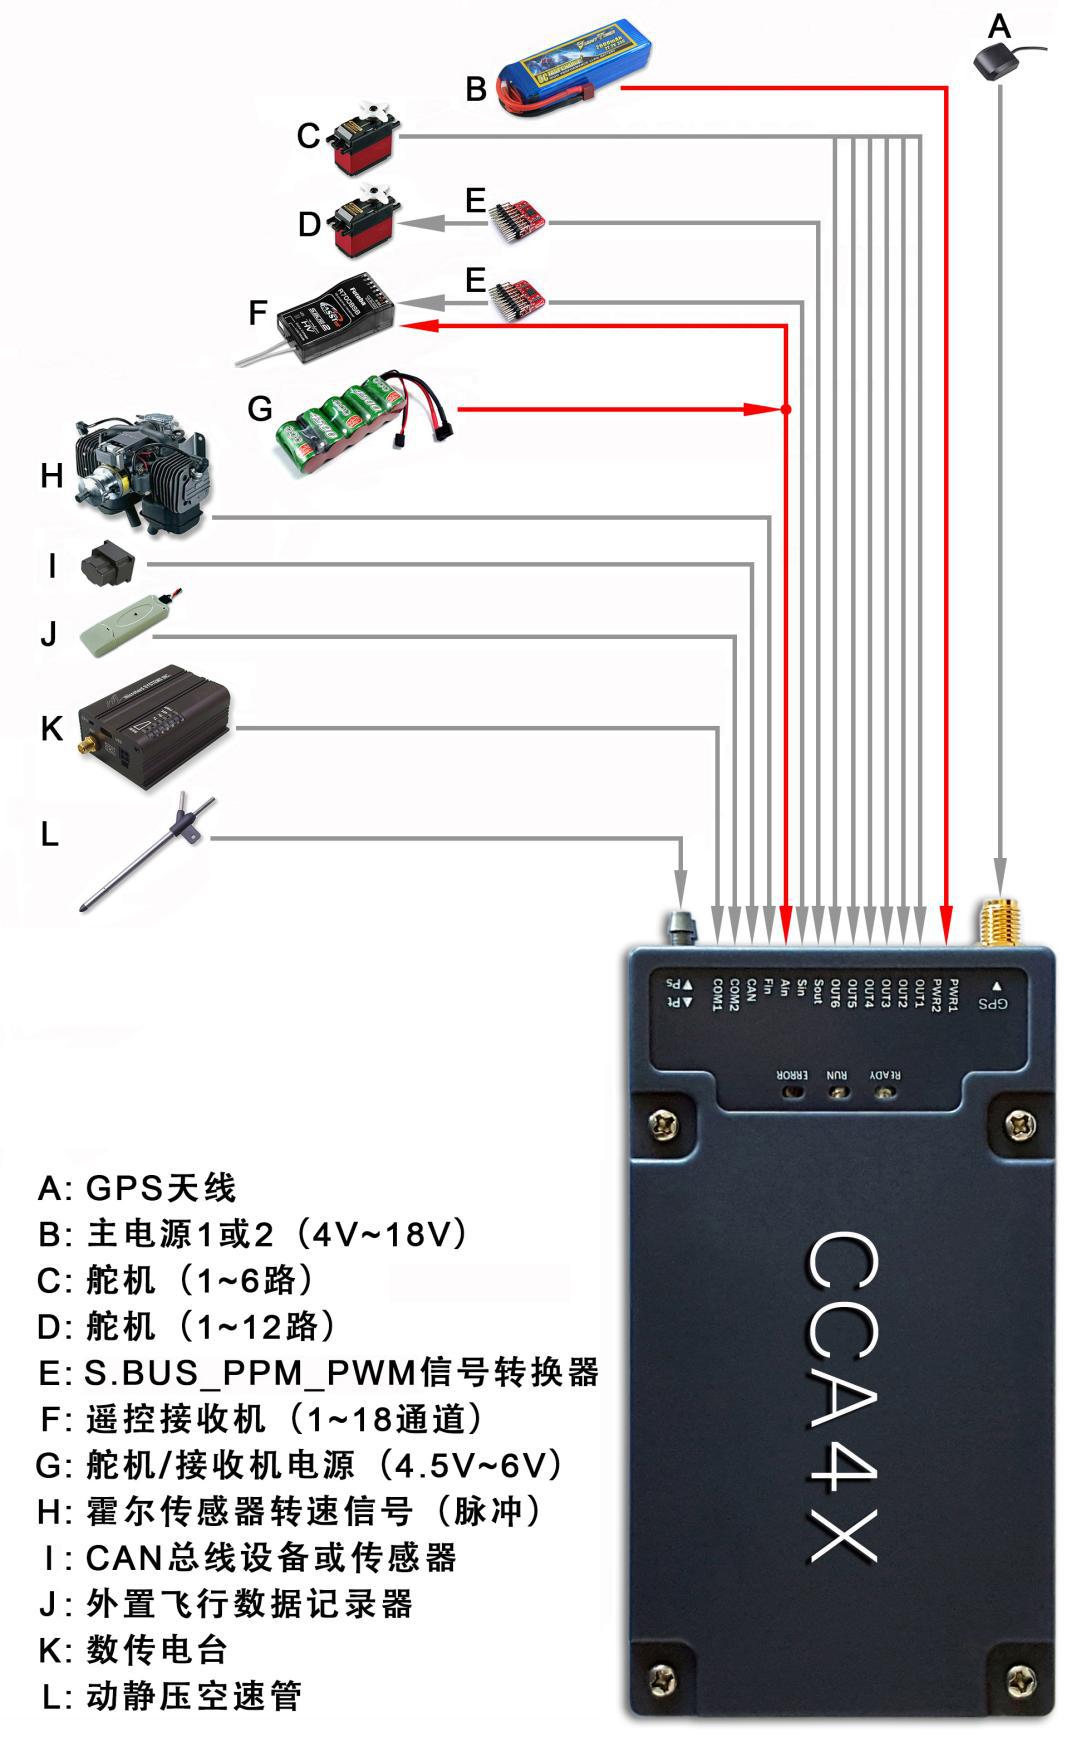 A
B
C
D
E
E
F
G
H
I
J
K
L
R7008SB
Futaba
HV
Pt
Ps
COM1
COM2
CAN
Fin
Ain
Sin
Sout
OUT6
OUT5
OUT4
OUT3
OUT2
OUT1
PWR2
PWR1
GPS
ERROR
RUN
READY
CCA4X
A: GPS天线
B: 主电源1或2（4V~18V）
C: 舵机（1~6路）
D: 舵机（1~12路）
E: S.BUS_PPM_PWM信号转换器
F: 遥控接收机（1~18通道）
G: 舵机/接收机电源（4.5V~6V）
H: 霍尔传感器转速信号（脉冲）
I: CAN总线设备或传感器
J: 外置飞行数据记录器
K: 数传电台
L: 动静压空速管